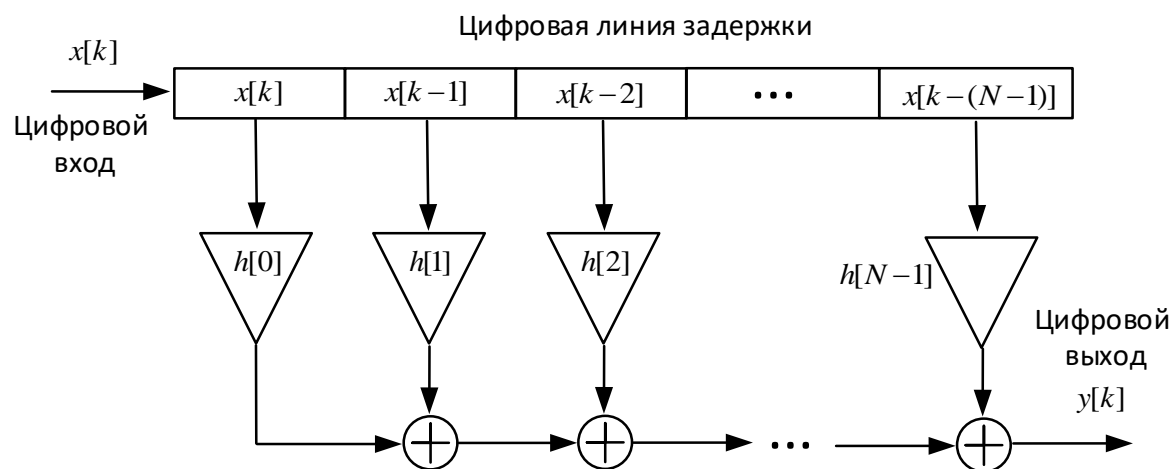 Цифровая линия задержки
x[k]
x[k] x[k−1] x[k−2] ••• x[k−(N−1)]
Цифровой
вход
h[0] h[1] h[2] h[N−1]
Цифровой
выход
y[k]
•••